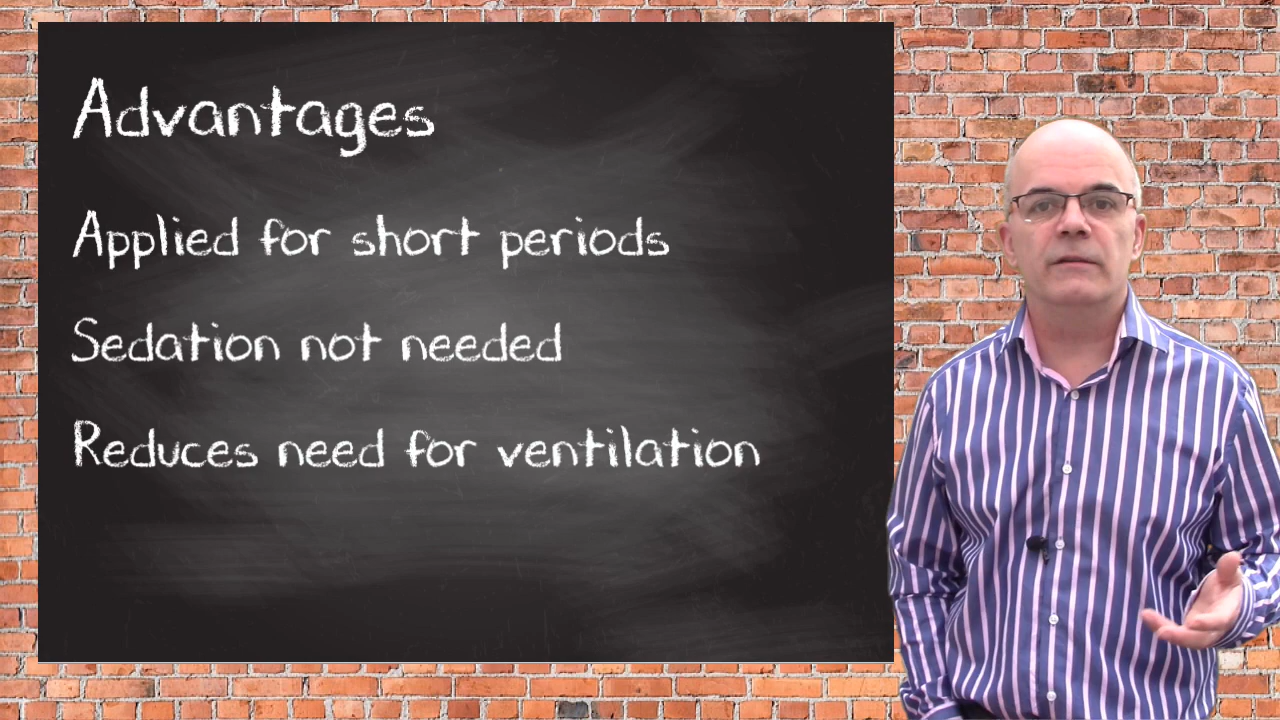 Advantages
Applied for short periods
Sedation not needed
Reduces need for ventilation